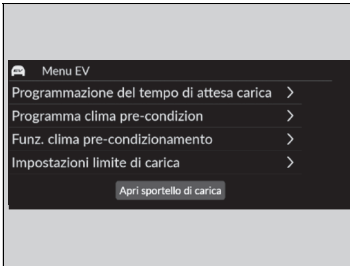 Menu EV
Programmazione del tempo di attesa carica
Programma clima pre-condizion
Funz. clima pre-condizionamento
Impostazioni limite di carica
Apri sportello di carica